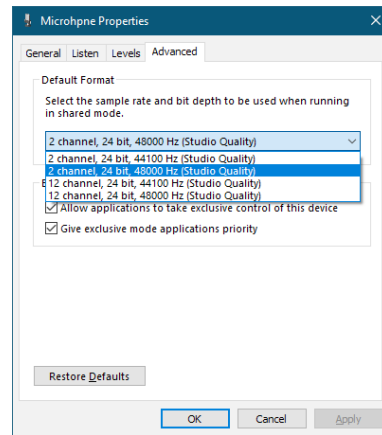 Microhpne Properties
General Listen Levels Advanced
Default Format
Select the sample rate and bit depth to be used when running
in shared mode.
2 channel, 24 bit, 48000 Hz (Studio Quality)
2 channel, 24 bit, 44100 Hz (Studio Quality)
2 channel, 24 bit, 48000 Hz (Studio Quality)
12 channel, 24 bit, 44100 Hz (Studio Quality)
12 channel, 24 bit, 48000 Hz (Studio Quality)
Allow applications to take exclusive control of this device
Give exclusive mode applications priority
Restore Defaults
OK Cancel Apply